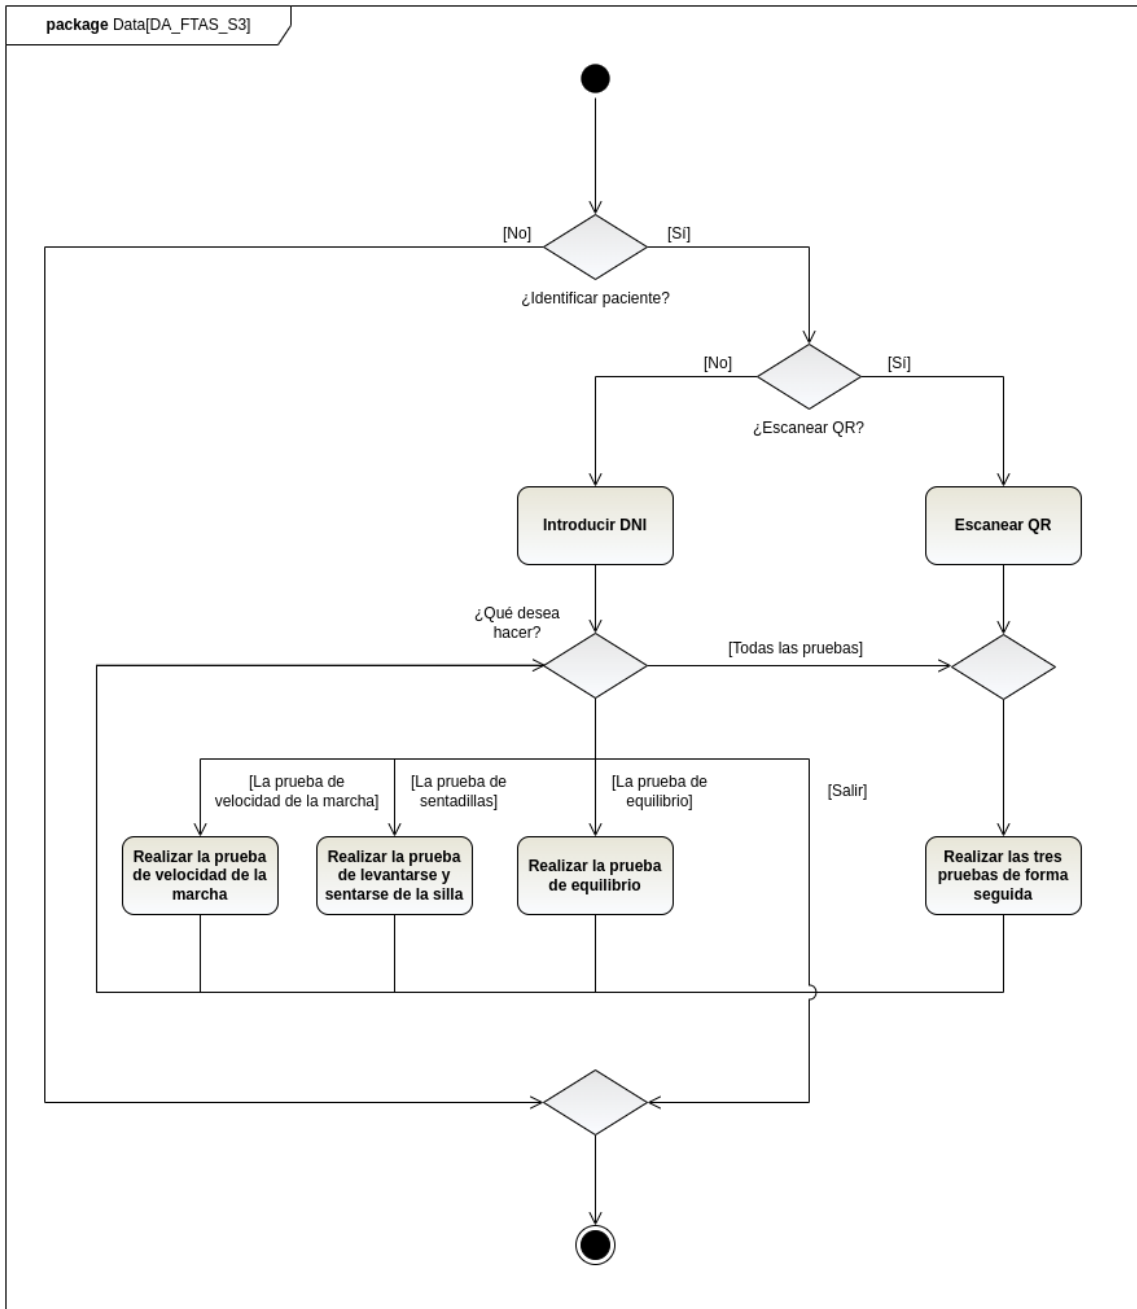 package Data[DA_FTAS_S3]
[No]
[Sí]
¿Identificar paciente?
[No]
[Sí]
¿Escanear QR?
Introducir DNI
Escanear QR
¿Qué desea
hacer?
[Todas las pruebas]
[La prueba de
velocidad de la marcha]
[La prueba de
sentadillas]
[La prueba de
equilibrio]
[Salir]
Realizar la prueba
de velocidad de la
marcha
Realizar la prueba
de levantarse y
sentarse de la silla
Realizar la prueba
de equilibrio
Realizar las tres
pruebas de forma
seguida